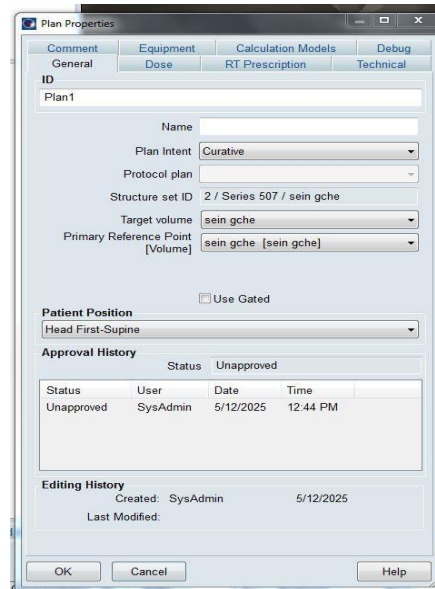 Plan Properties
Comment Equipment Calculation Models Debug
General Dose RT Prescription Technical
ID
Plan1
Name
Plan Intent Curative
Protocol plan
Structure set ID 2 / Series 507 / sein gche
Target volume sein gche
Primary Reference Point [Volume] sein gche [sein gche]
Use Gated
Patient Position
Head First-Supine
Approval History
Status Unapproved
Status User Date Time
Unapproved SysAdmin 5/12/2025 12:44 PM
Editing History
Created: SysAdmin 5/12/2025
Last Modified:
OK Cancel Help